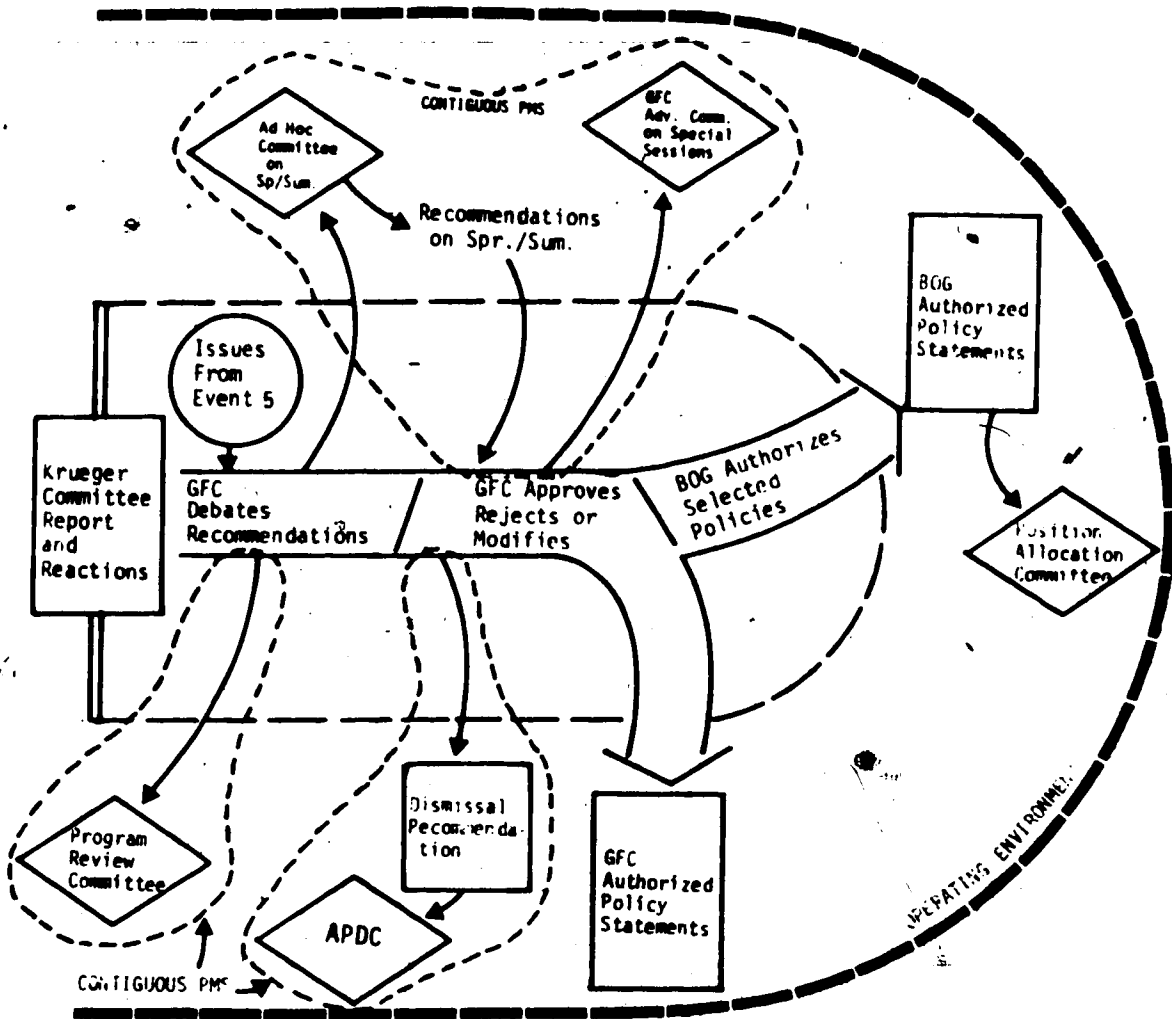 CONTIGUOUS PMS
Ad Hoc
Committee
on
Sp/Sum.
GFC
Adv. Comm.
on Special
Sessions
Recommendations
on Spr./Sum.
BOG
Authorized
Policy
Statements
Issues
From
Event 5
Krueger
Committee
Report
and
Reactions
GFC
Debates
Recommendations
GFC Approves
Rejects or
Modifies
BOG Authorizes
Selected
Policies
Position
Allocation
Committee
Program
Review
Committee
Dismissal
Recommenda-
tion
APDC
GFC
Authorized
Policy
Statements
OPERATING ENVIRONMEN
CONTIGUOUS PMS